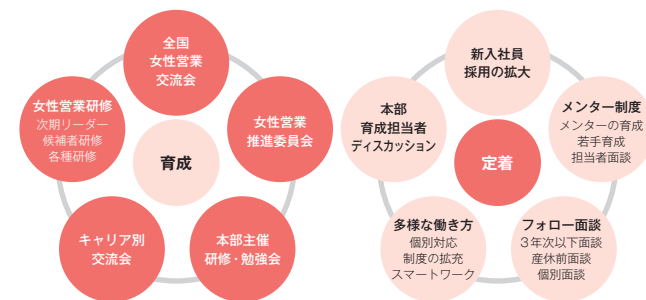 全国
女性営業
交流会
女性営業
推進委員会
本部主催
研修・勉強会
キャリア別
交流会
女性営業研修
次期リーダー
候補者研修
各種研修
育成
新入社員
採用の拡大
メンター制度
メンターの育成
若手育成
担当者面談
フォロー面談
3年次以下面談
産休前面談
個別面談
多様な働き方
個別対応
制度の拡充
スマートワーク
本部
育成担当者
ディスカッション
定着